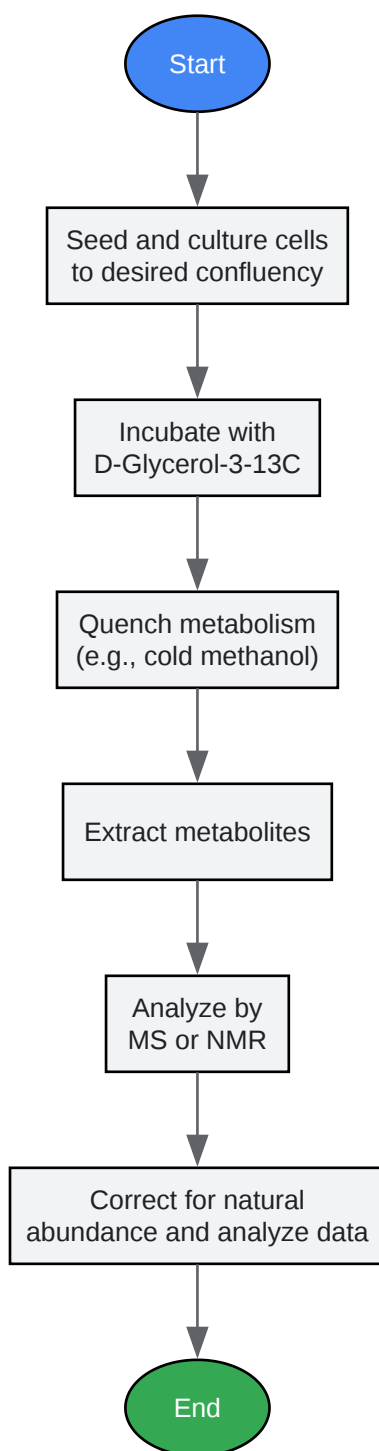 Start
Seed and culture cells
to desired confluency
Incubate with
D-Glycerol-3-13C
Quench metabolism
(e.g., cold methanol)
Extract metabolites
Analyze by
MS or NMR
Correct for natural
abundance and analyze data
End